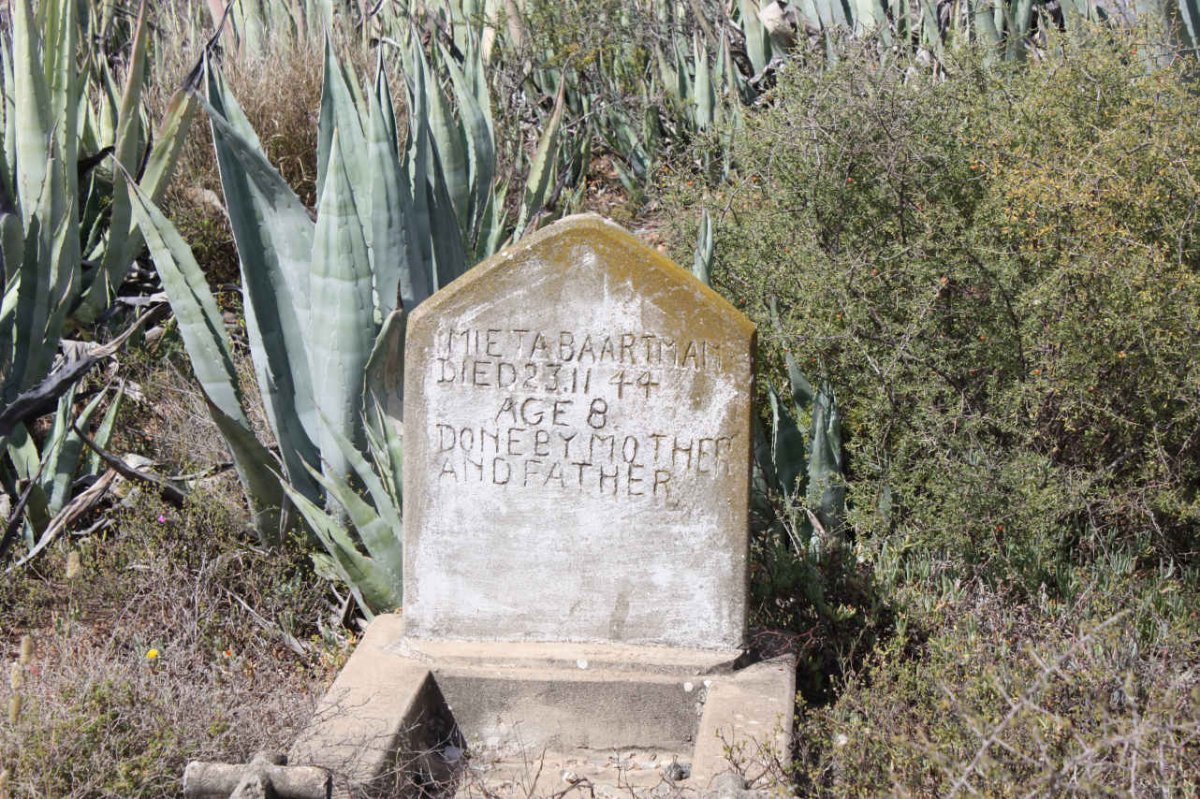 MIETA BAARTMAN
DIED 23.11 44
AGE 8.
DONE BY MOTHER
AND FATHER